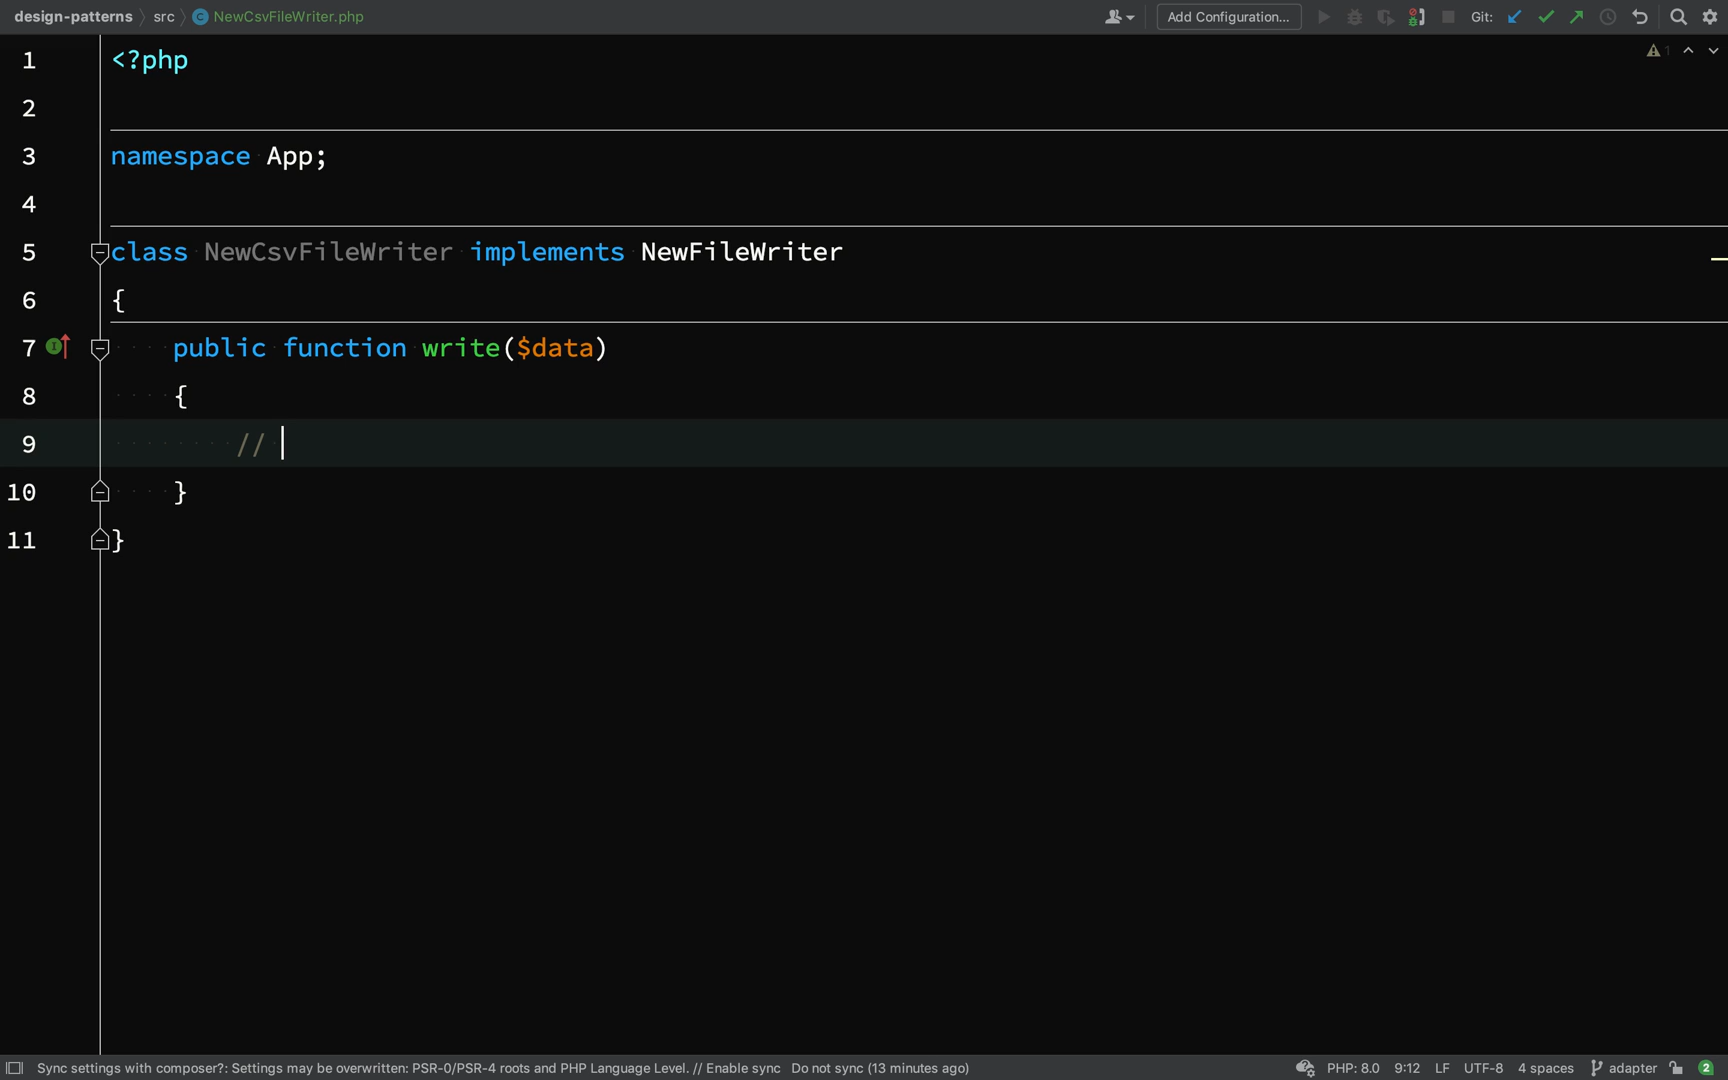 design-patterns src NewCsvFileWriter.php Add Configuration... Git:
1 <?php
1
2
3 namespace App;
4
5 class NewCsvFileWriter implements NewFileWriter
6 {
7 public function write($data)
8 {
9 //
10 }
11 }
Sync settings with composer?: Settings may be overwritten: PSR-0/PSR-4 roots and PHP Language Level. // Enable sync Do not sync (13 minutes ago) PHP: 8.0 9:12 LF UTF-8 4 spaces adapter 2